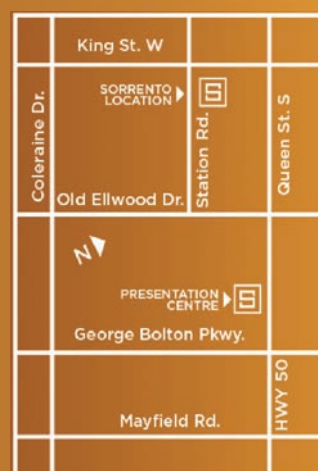 King St. W
Coleraine Dr.
SORRENTO
LOCATION
S
Station Rd.
Queen St. S
Old Ellwood Dr.
N
PRESENTATION
CENTRE
S
George Bolton Pkwy.
HWY 50
Mayfield Rd.